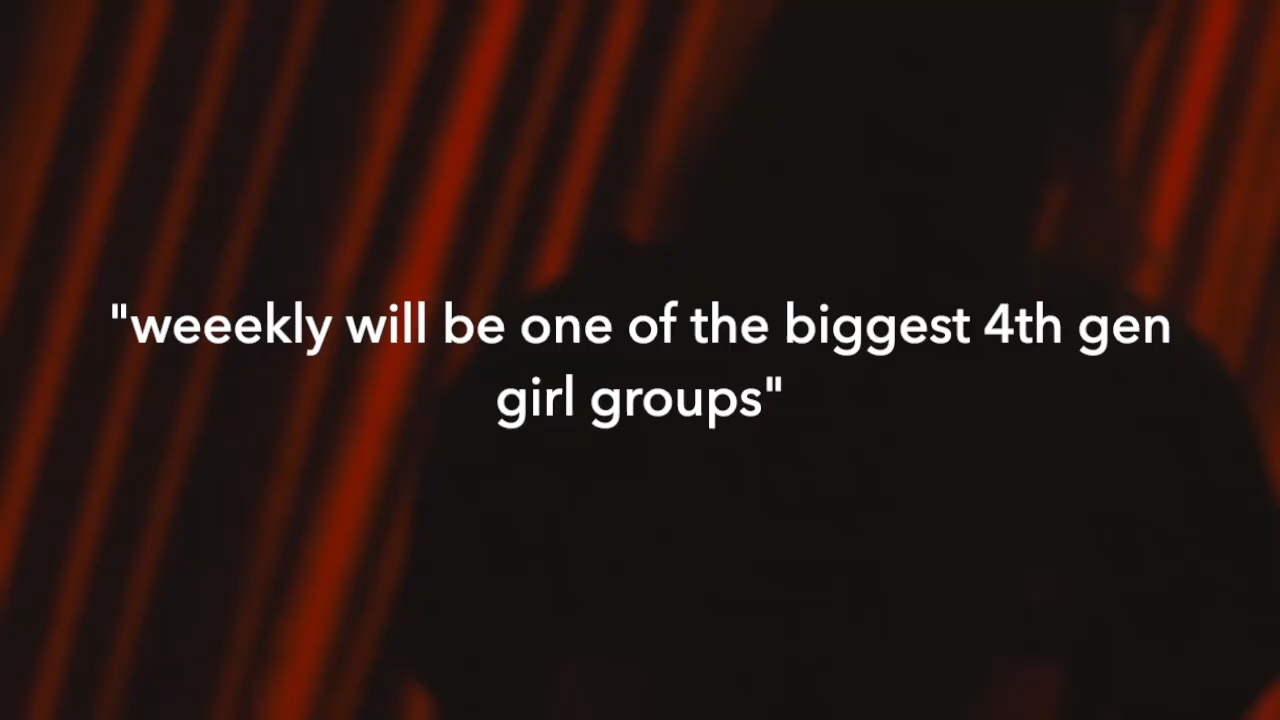 "weeekly will be one of the biggest 4th gen
girl groups"